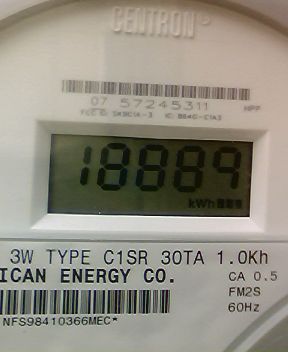 CENTRON
07 57245311 NPP
3W TYPE C1SR 30TA 1.0Kh
ICAN ENERGY CO. CA 0.5
FM2S
60Hz
NFS98410366MEC*
kWh